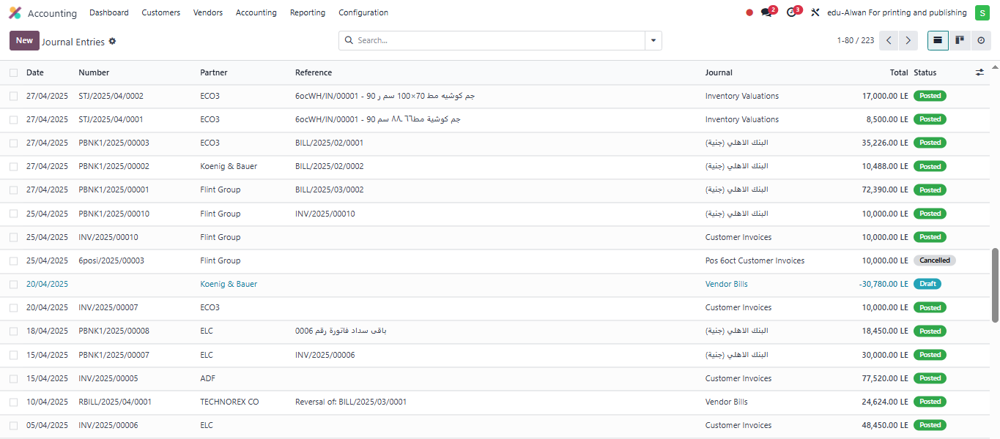 Accounting Dashboard Customers Vendors Accounting Reporting Configuration 2 3 edu-Alwan For printing and publishing S
New Journal Entries Search... 1-80 / 223
Date Number Partner Reference Journal Total Status
27/04/2025 STJ/2025/04/0002 ECO3 6ocWH/IN/00001 - جم كوشيه مط 70×100 سم ر 90 Inventory Valuations 17,000.00 LE Posted
27/04/2025 STJ/2025/04/0001 ECO3 6ocWH/IN/00001 - جم كوشية مط٦٦ـ٨٨ سم 90 Inventory Valuations 8,500.00 LE Posted
27/04/2025 PBNK1/2025/00003 ECO3 BILL/2025/02/0001 البنك الاهلي (جنية) 35,226.00 LE Posted
27/04/2025 PBNK1/2025/00002 Koenig & Bauer BILL/2025/02/0002 البنك الاهلي (جنية) 10,488.00 LE Posted
27/04/2025 PBNK1/2025/00001 Flint Group BILL/2025/03/0002 البنك الاهلي (جنية) 72,390.00 LE Posted
25/04/2025 PBNK1/2025/00010 Flint Group INV/2025/00010 البنك الاهلي (جنية) 10,000.00 LE Posted
25/04/2025 INV/2025/00010 Flint Group Customer Invoices 10,000.00 LE Posted
25/04/2025 6posi/2025/00003 Flint Group Pos 6oct Customer Invoices 10,000.00 LE Cancelled
20/04/2025 Koenig & Bauer Vendor Bills -30,780.00 LE Draft
20/04/2025 INV/2025/00007 ECO3 Customer Invoices 10,000.00 LE Posted
18/04/2025 PBNK1/2025/00008 ELC باقى سداد فاتورة رقم 0006 البنك الاهلي (جنية) 18,450.00 LE Posted
15/04/2025 PBNK1/2025/00007 ELC INV/2025/00006 البنك الاهلي (جنية) 30,000.00 LE Posted
15/04/2025 INV/2025/00005 ADF Customer Invoices 77,520.00 LE Posted
10/04/2025 RBILL/2025/04/0001 TECHNOREX CO Reversal of: BILL/2025/03/0001 Vendor Bills 24,624.00 LE Posted
05/04/2025 INV/2025/00006 ELC Customer Invoices 48,450.00 LE Posted